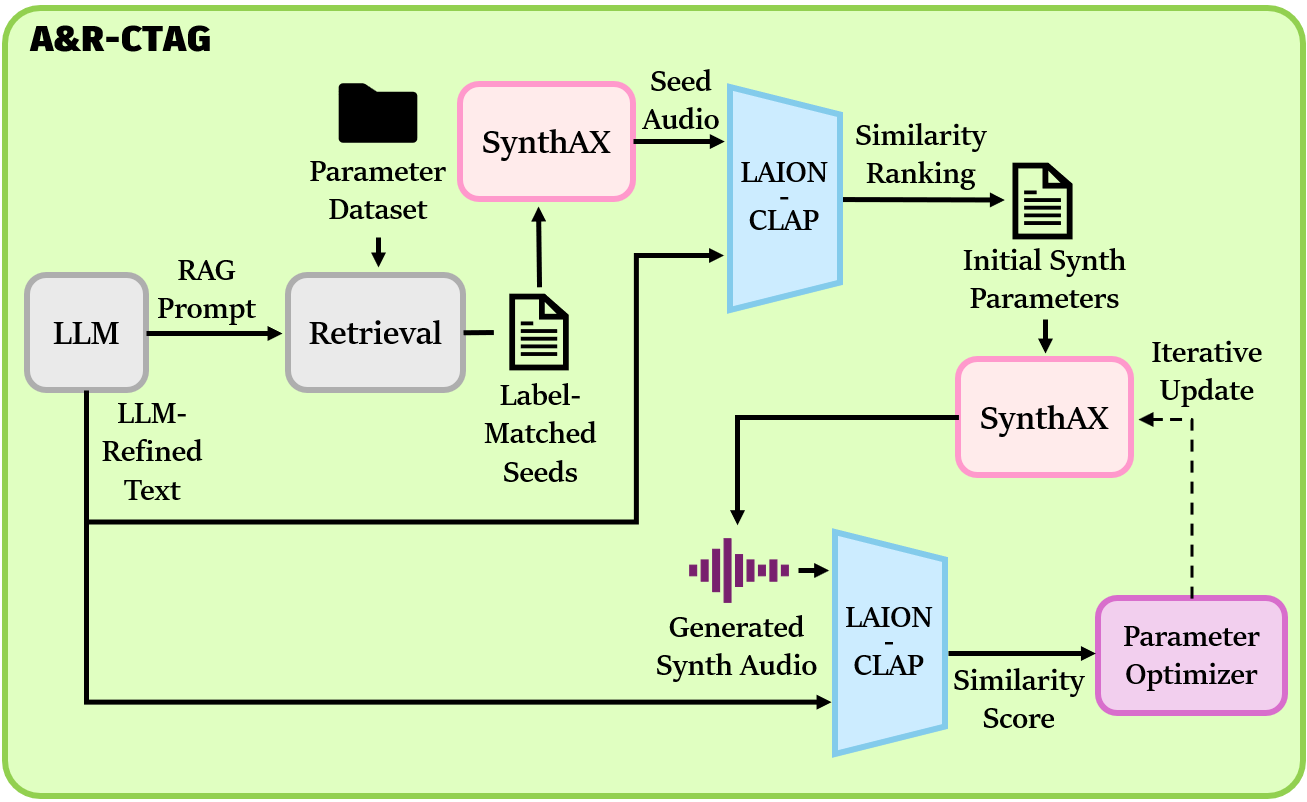 A&R-CTAG
Parameter
Dataset
SynthAX
Seed
Audio
LAION
-
CLAP
Similarity
Ranking
Initial Synth
Parameters
LLM
RAG
Prompt
Retrieval
Label-
Matched
Seeds
LLM-
Refined
Text
SynthAX
Iterative
Update
Generated
Synth Audio
LAION
-
CLAP
Similarity
Score
Parameter
Optimizer